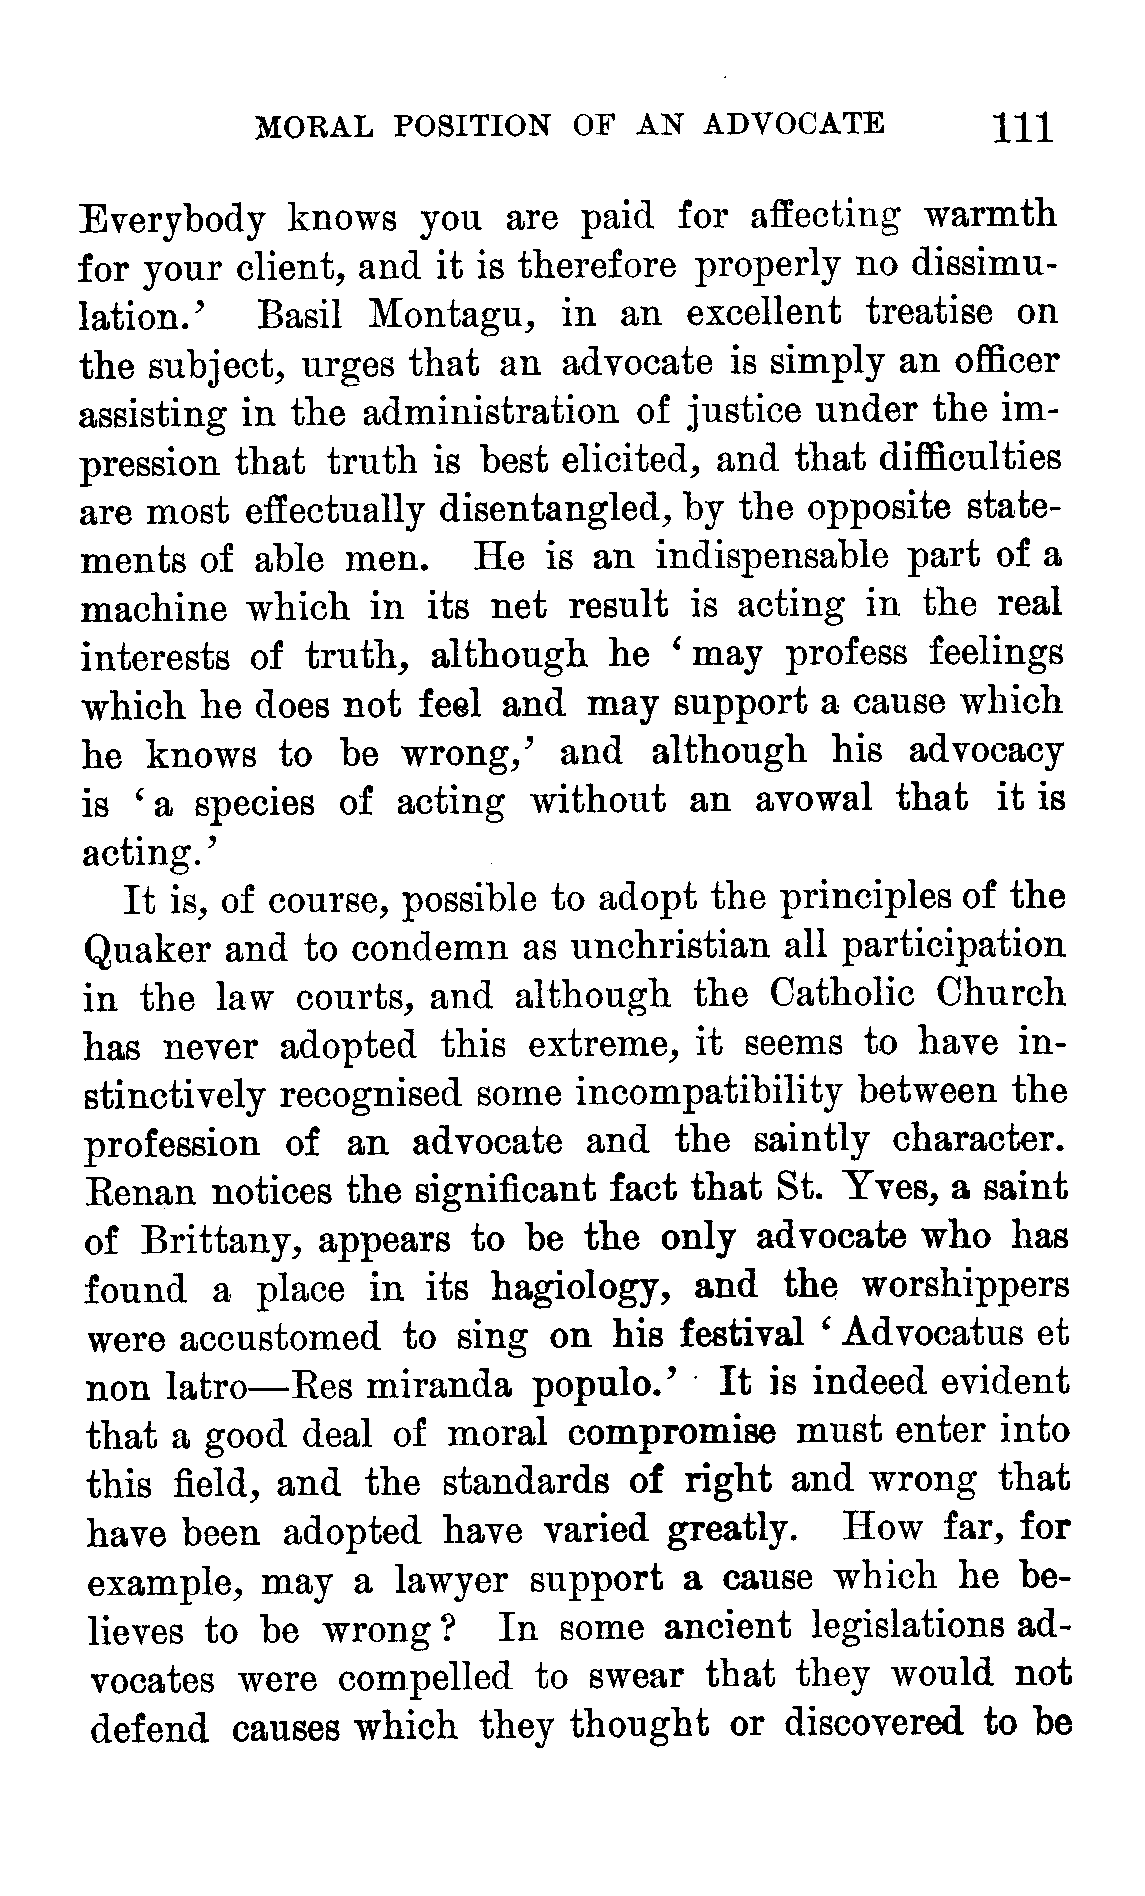 MORAL POSITION OF AN ADVOCATE 111
Everybody knows you are paid for affecting warmth
for your client, and it is therefore properly no dissimu-
lation.’ Basil Montagu, in an excellent treatise on
the subject, urges that an advocate is simply an officer
assisting in the administration of justice under the im-
pression that truth is best elicited, and that difficulties
are most effectually disentangled, by the opposite state-
ments of able men. He is an indispensable part of a
machine which in its net result is acting in the real
interests of truth, although he ‘ may profess feelings
which he does not feel and may support a cause which
he knows to be wrong,’ and although his advocacy
is ‘ a species of acting without an avowal that it is
acting.’
It is, of course, possible to adopt the principles of the
Quaker and to condemn as unchristian all participation
in the law courts, and although the Catholic Church
has never adopted this extreme, it seems to have in-
stinctively recognised some incompatibility between the
profession of an advocate and the saintly character.
Renan notices the significant fact that St. Yves, a saint
of Brittany, appears to be the only advocate who has
found a place in its hagiology, and the worshippers
were accustomed to sing on his festival ‘ Advocatus et
non latro—Res miranda populo.’ It is indeed evident
that a good deal of moral compromise must enter into
this field, and the standards of right and wrong that
have been adopted have varied greatly. How far, for
example, may a lawyer support a cause which he be-
lieves to be wrong? In some ancient legislations ad-
vocates were compelled to swear that they would not
defend causes which they thought or discovered to be